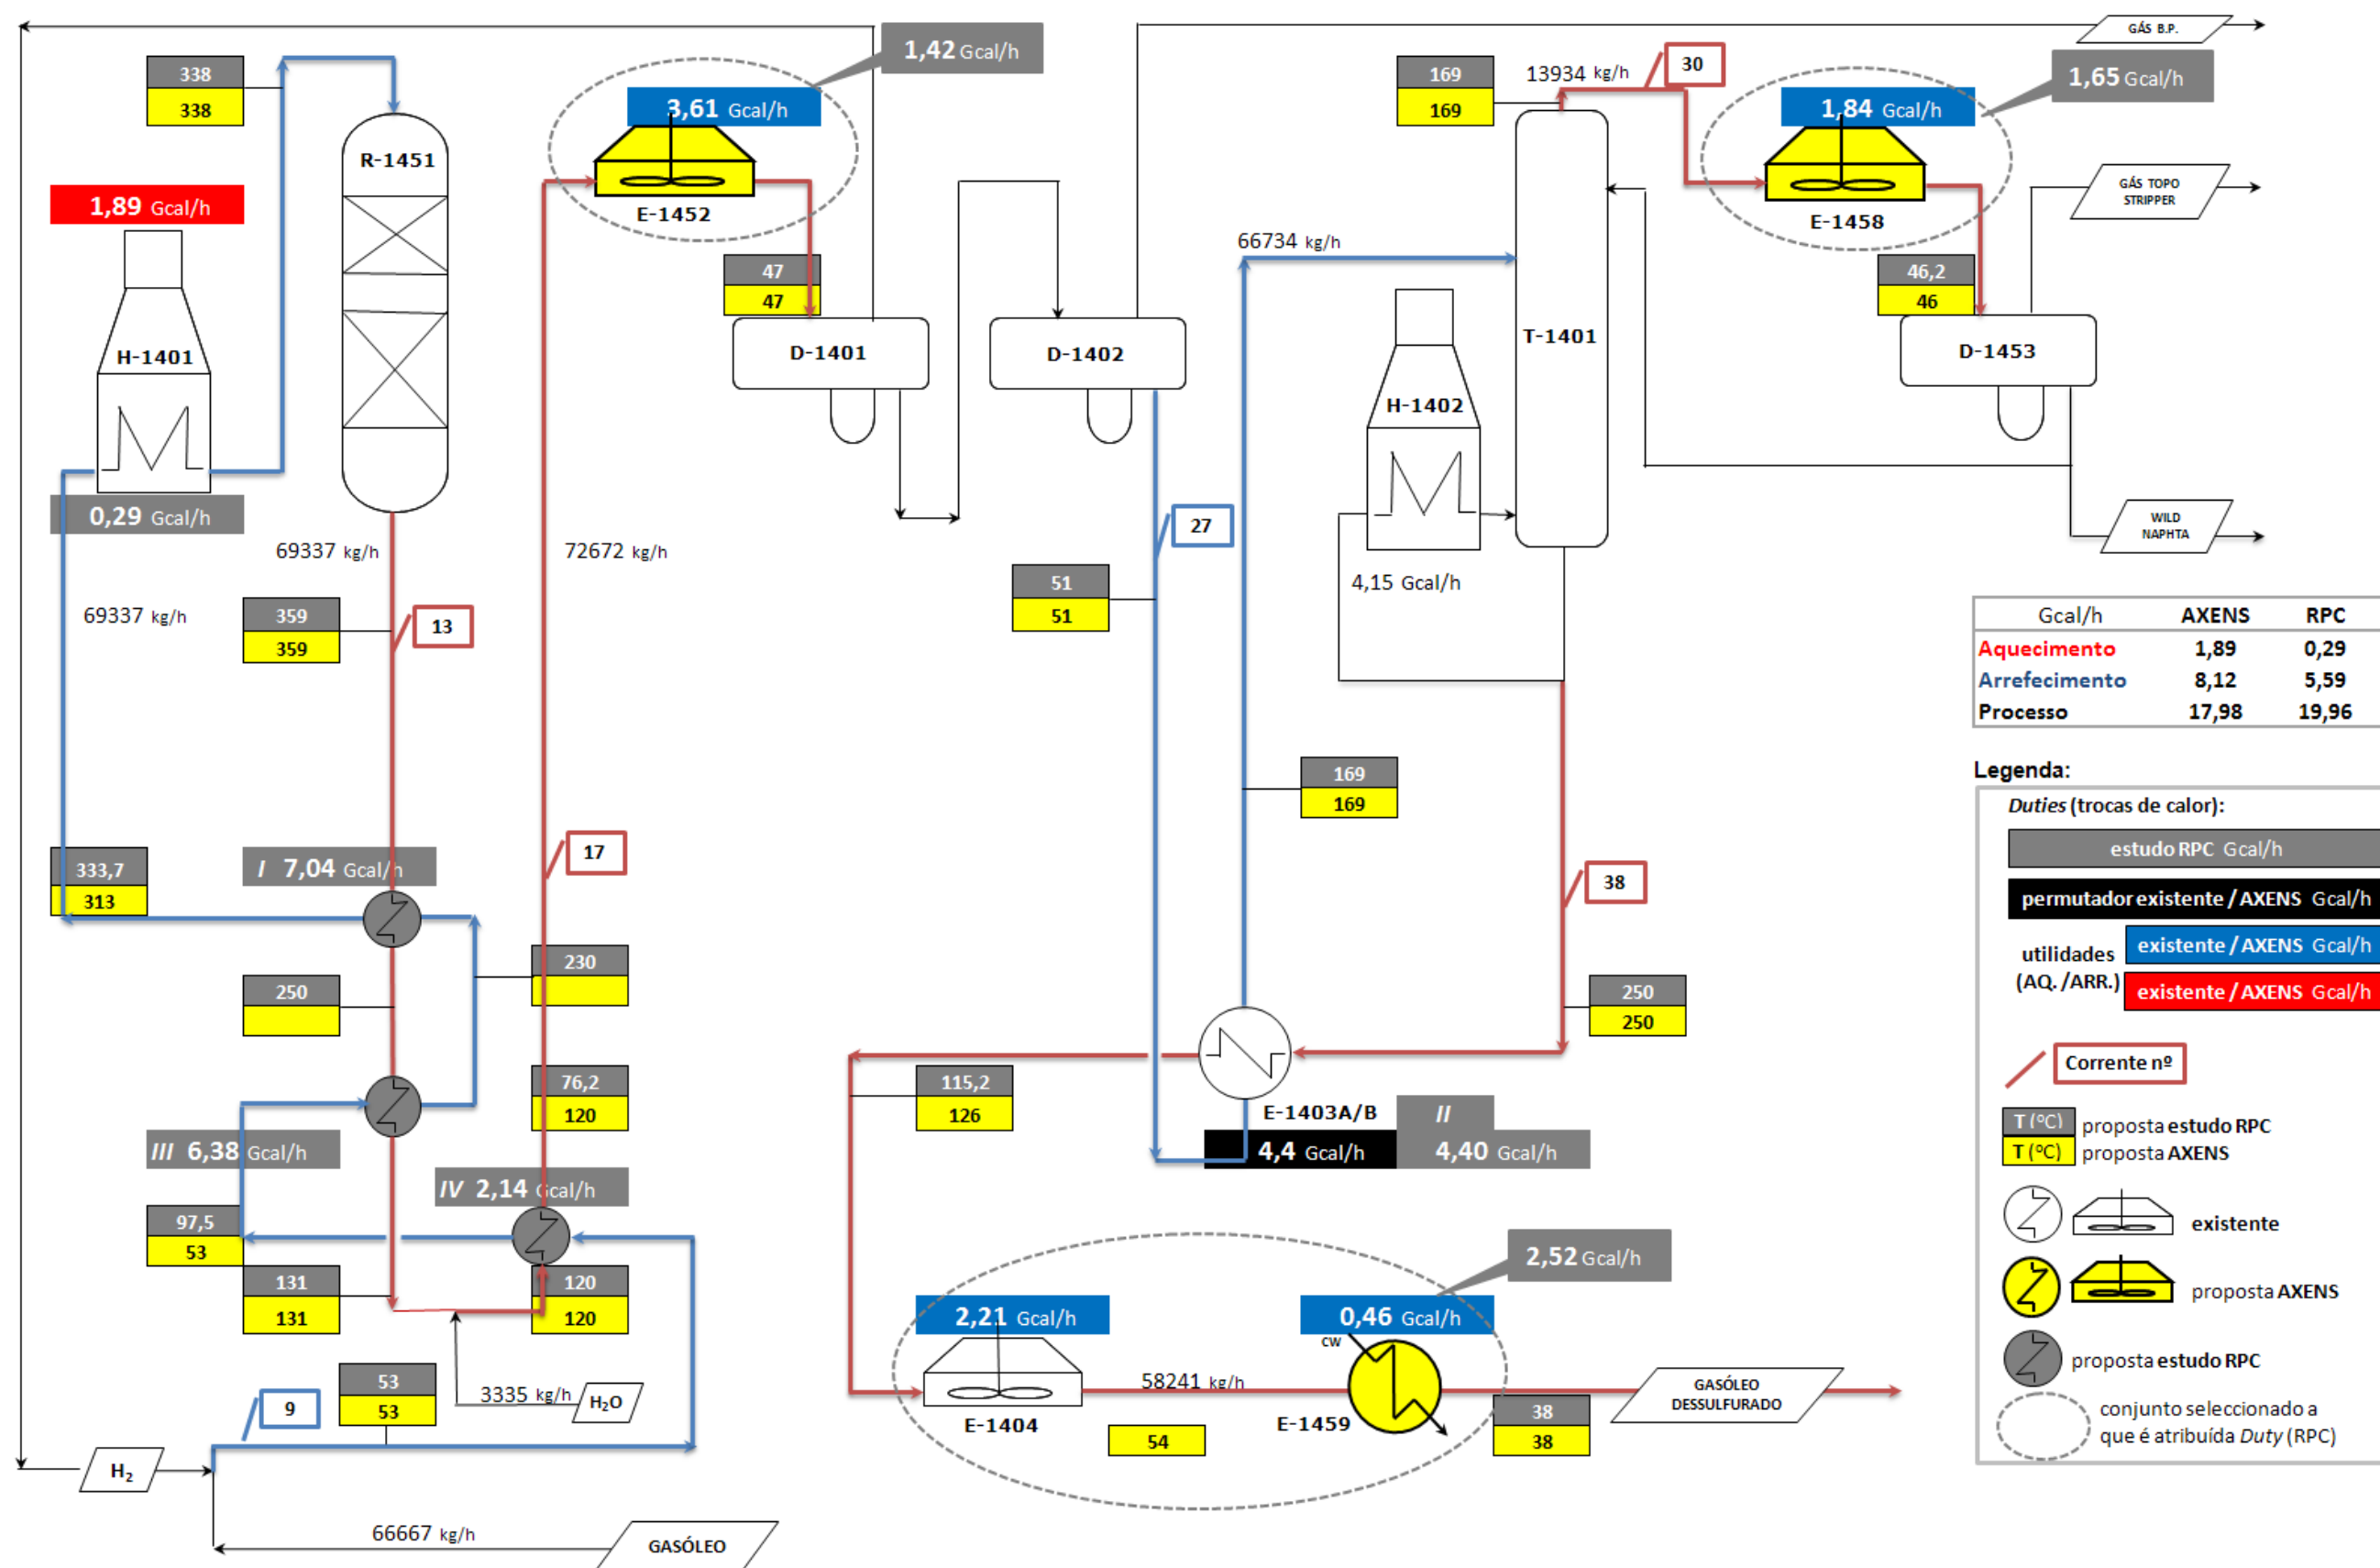 GÁS B.P.
1,42 Gcal/h
30
338
338
169
169
13934 kg/h
1,65 Gcal/h
3,61 Gcal/h
1,84 Gcal/h
R-1451
GÁS TOPO
STRIPPER
1,89 Gcal/h
E-1452
E-1458
66734 kg/h
47
47
46,2
46
H-1401
D-1401
D-1402
T-1401
D-1453
H-1402
0,29 Gcal/h
27
WILD
NAPHTA
69337 kg/h
72672 kg/h
51
51
4,15 Gcal/h
69337 kg/h
359
359
13
Gcal/h AXENS RPC
Aquecimento 1,89 0,29
Arrefecimento 8,12 5,59
Processo 17,98 19,96
169
169
Legenda:
Duties (trocas de calor):
estudo RPC Gcal/h
permutador existente / AXENS Gcal/h
utilidades
(AQ./ARR.)
existente / AXENS Gcal/h
existente / AXENS Gcal/h
Corrente nº
T (ºC) proposta estudo RPC
T (ºC) proposta AXENS
existente
proposta AXENS
proposta estudo RPC
conjunto seleccionado a
que é atribuída Duty (RPC)
17
38
333,7
313
I 7,04 Gcal/h
230
250
250
250
76,2
120
115,2
126
E-1403A/B
II
4,4 Gcal/h
4,40 Gcal/h
III 6,38 Gcal/h
IV 2,14 Gcal/h
97,5
53
131
131
120
120
2,52 Gcal/h
2,21 Gcal/h
0,46 Gcal/h
CW
53
53
9
3335 kg/h
H₂O
58241 kg/h
E-1404
E-1459
54
38
38
GASÓLEO
DESSULFURADO
H₂
66667 kg/h
GASÓLEO